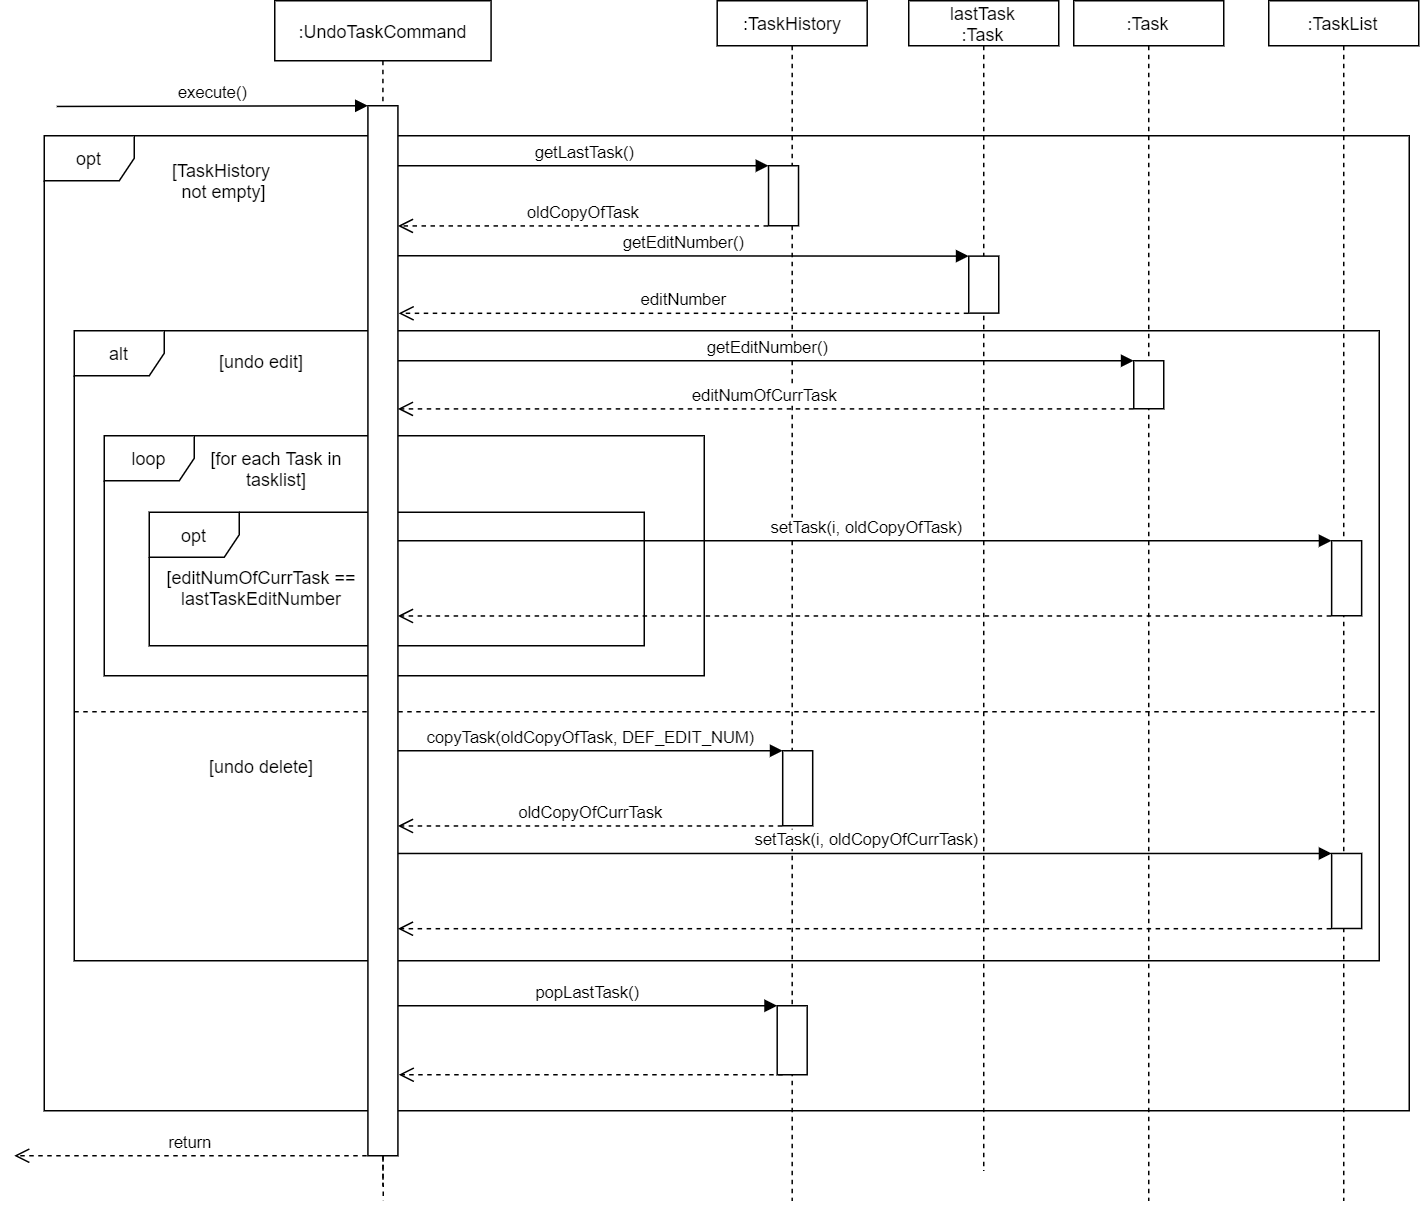 :UndoTaskCommand
:TaskHistory
lastTask
:Task
:Task
:TaskList
execute()
opt
[TaskHistory
not empty]
getLastTask()
oldCopyOfTask
getEditNumber()
editNumber
alt
[undo edit]
getEditNumber()
editNumOfCurrTask
loop
[for each Task in
tasklist]
opt
[editNumOfCurrTask ==
lastTaskEditNumber
setTask(i, oldCopyOfTask)
[undo delete]
copyTask(oldCopyOfTask, DEF_EDIT_NUM)
oldCopyOfCurrTask
setTask(i, oldCopyOfCurrTask)
popLastTask()
return